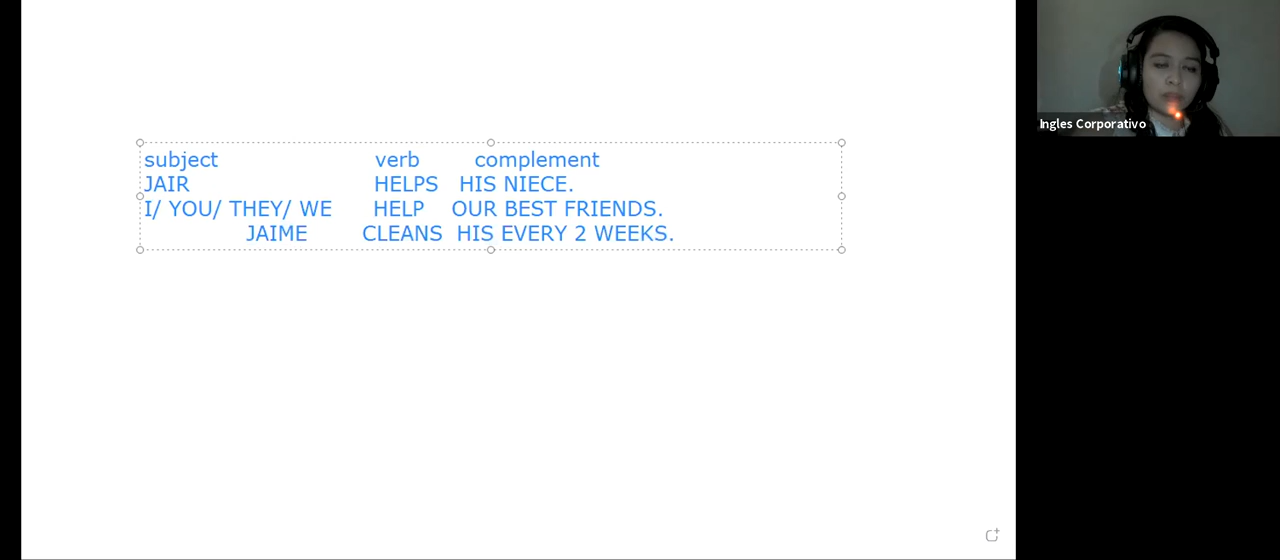 subject verb complement
JAIR HELPS HIS NIECE.
I/ YOU/ THEY/ WE HELP OUR BEST FRIENDS.
JAIME CLEANS HIS EVERY 2 WEEKS.
Ingles Corporativo